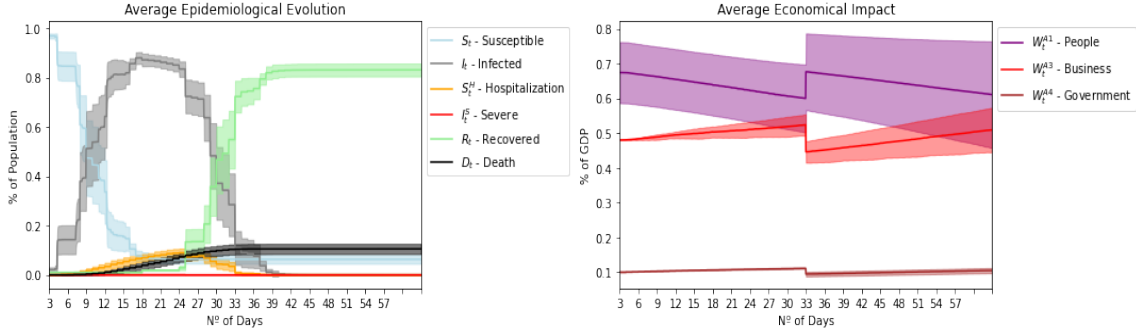 Average Epidemiological Evolution
% of Population
1.0
0.8
0.6
0.4
0.2
0.0
3 6 9 12 15 18 21 24 27 30 33 36 39 42 45 48 51 54 57
Nº of Days
S_t - Susceptible
I_t - Infected
S_t^H - Hospitalization
I_t^S - Severe
R_t - Recovered
D_t - Death
Average Economical Impact
% of GDP
0.8
0.7
0.6
0.5
0.4
0.3
0.2
0.1
3 6 9 12 15 18 21 24 27 30 33 36 39 42 45 48 51 54 57
Nº of Days
W_t^A1 - People
W_t^A3 - Business
W_t^A4 - Government